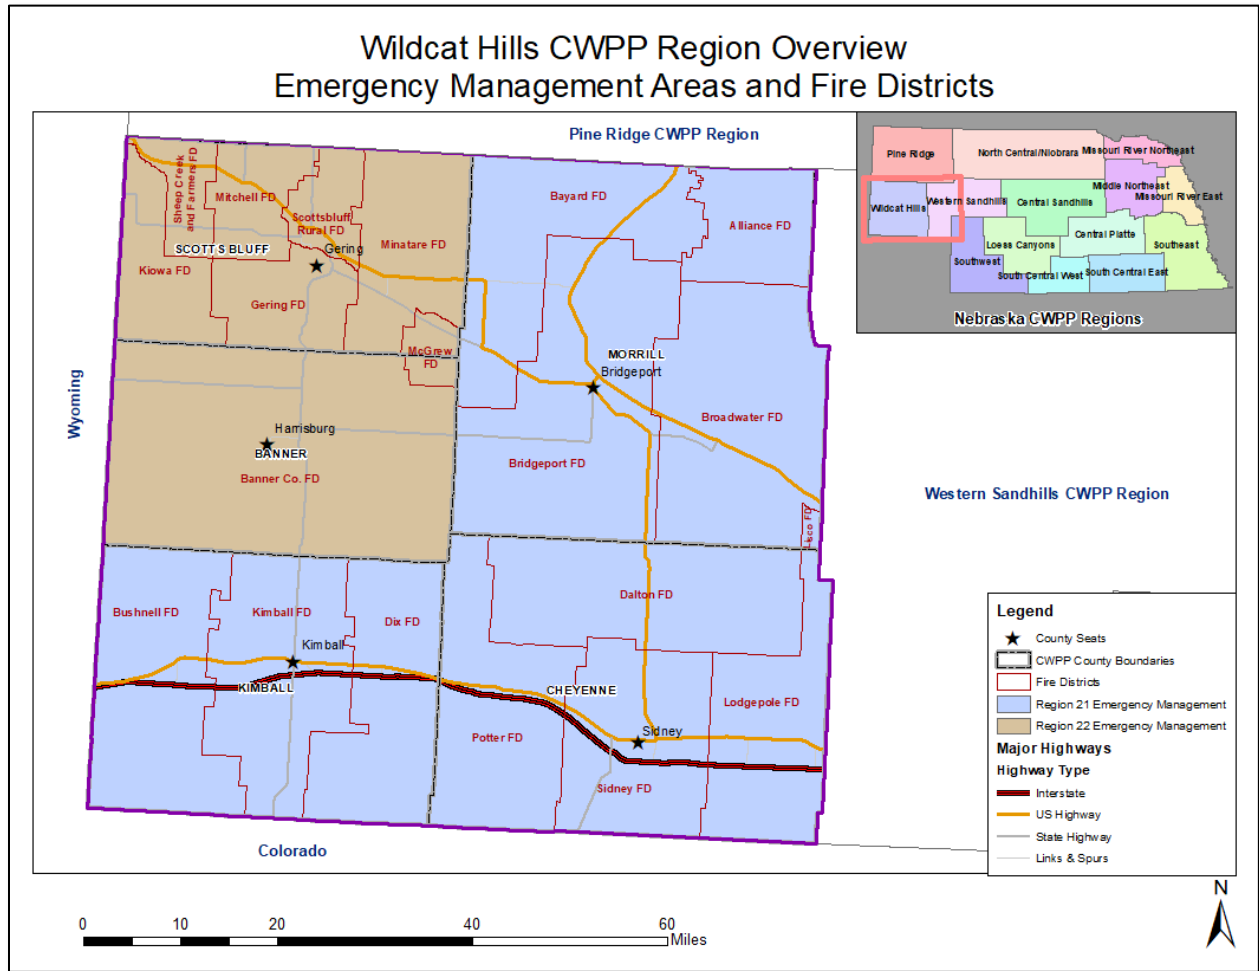 Wildcat Hills CWPP Region Overview
Emergency Management Areas and Fire Districts
Pine Ridge CWPP Region
Pine Ridge
North Central/Niobrara
Missouri River Northeast
Wildcat Hills
Western Sandhills
Central Sandhills
Middle Northeast
Missouri River East
Loess Canyons
Central Platte
Southeast
Southwest
South Central West
South Central East
Nebraska CWPP Regions
Sheep Creek
and Farmers FD
Mitchell FD
Scottsbluff
Rural FD
Bayard FD
Alliance FD
SCOTTS BLUFF
Gering
Minatare FD
Kiowa FD
Gering FD
McGrew
FD
MORRILL
Bridgeport
Wyoming
Harrisburg
BANNER
Banner Co. FD
Broadwater FD
Bridgeport FD
Western Sandhills CWPP Region
Lisco FD
Bushnell FD
Kimball FD
Dix FD
Dalton FD
Kimball
KIMBALL
CHEYENNE
Lodgepole FD
Potter FD
Sidney
Sidney FD
Colorado
Legend
County Seats
CWPP County Boundaries
Fire Districts
Region 21 Emergency Management
Region 22 Emergency Management
Major Highways
Highway Type
Interstate
US Highway
State Highway
Links & Spurs
N
0 10 20 40 60
Miles